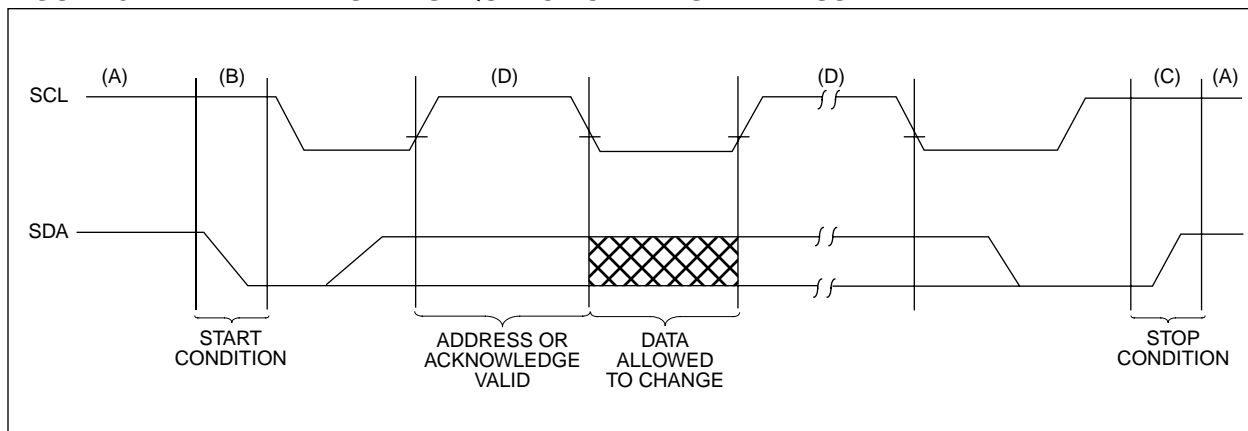 (A) (B) (D) (D) (C) (A)
SCL
SDA
START
CONDITION
ADDRESS OR
ACKNOWLEDGE
VALID
DATA
ALLOWED
TO CHANGE
STOP
CONDITION